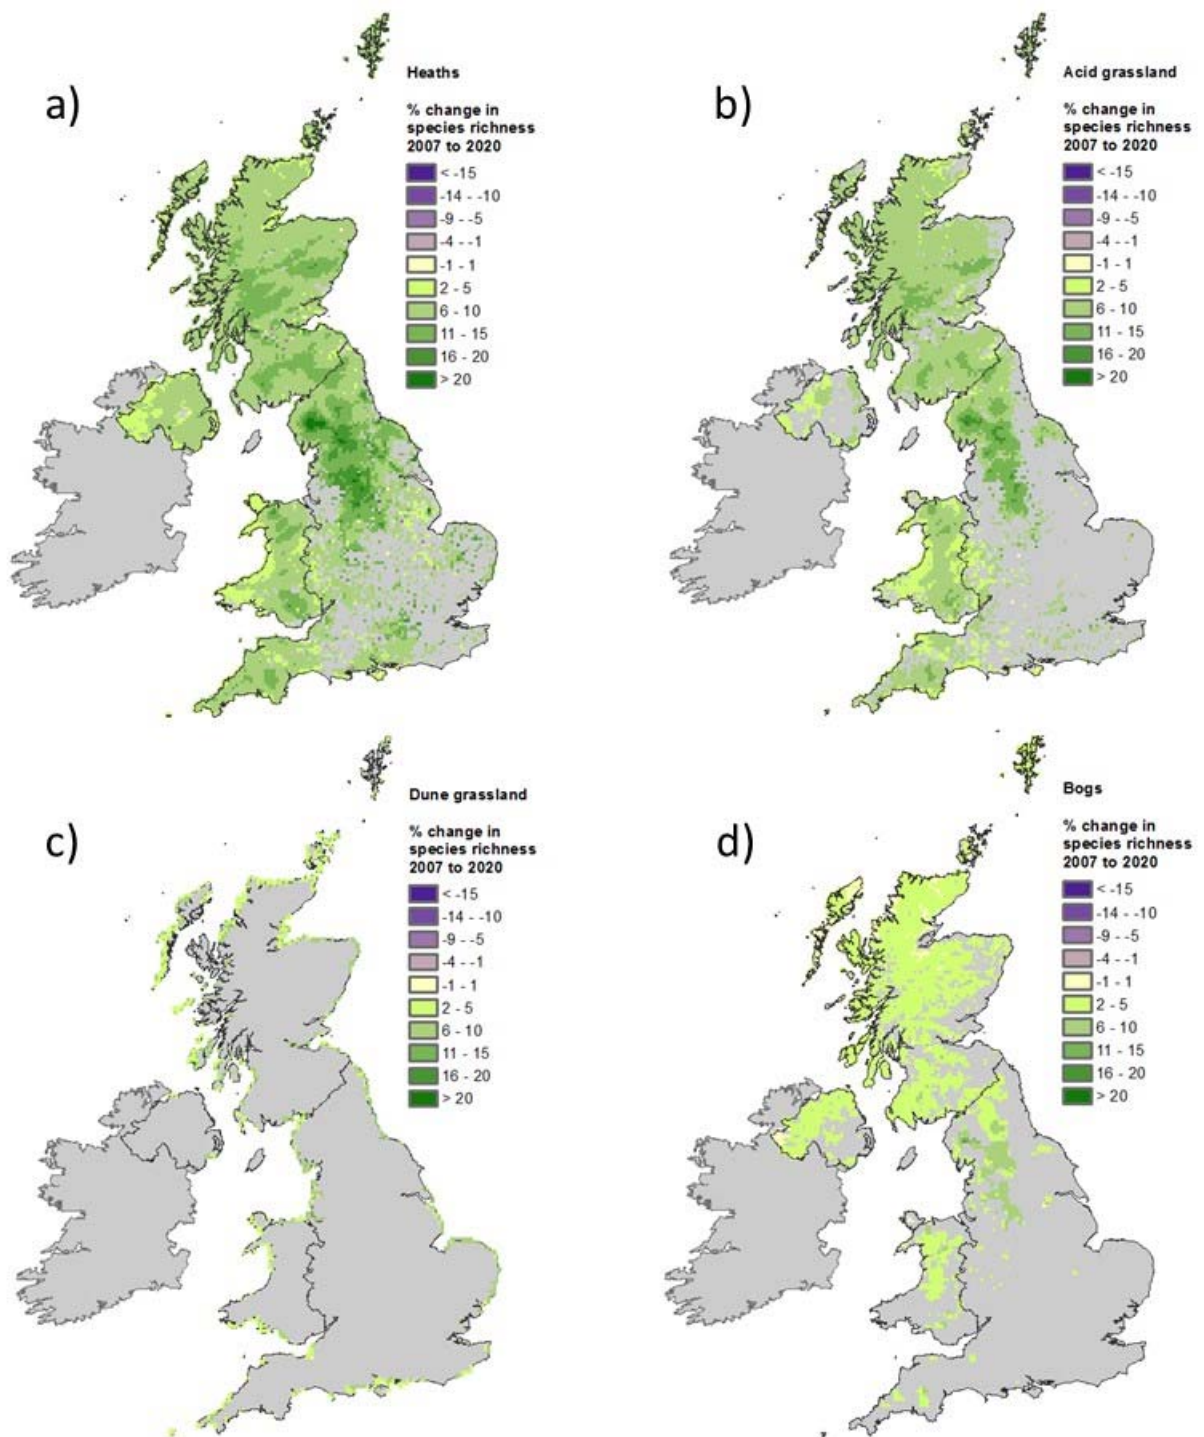 a)
Heaths
% change in
species richness
2007 to 2020
< -15
-14 - -10
-9 - -5
-4 - -1
-1 - 1
2 - 5
6 - 10
11 - 15
16 - 20
> 20
b)
Acid grassland
% change in
species richness
2007 to 2020
< -15
-14 - -10
-9 - -5
-4 - -1
-1 - 1
2 - 5
6 - 10
11 - 15
16 - 20
> 20
c)
Dune grassland
% change in
species richness
2007 to 2020
< -15
-14 - -10
-9 - -5
-4 - -1
-1 - 1
2 - 5
6 - 10
11 - 15
16 - 20
> 20
d)
Bogs
% change in
species richness
2007 to 2020
< -15
-14 - -10
-9 - -5
-4 - -1
-1 - 1
2 - 5
6 - 10
11 - 15
16 - 20
> 20